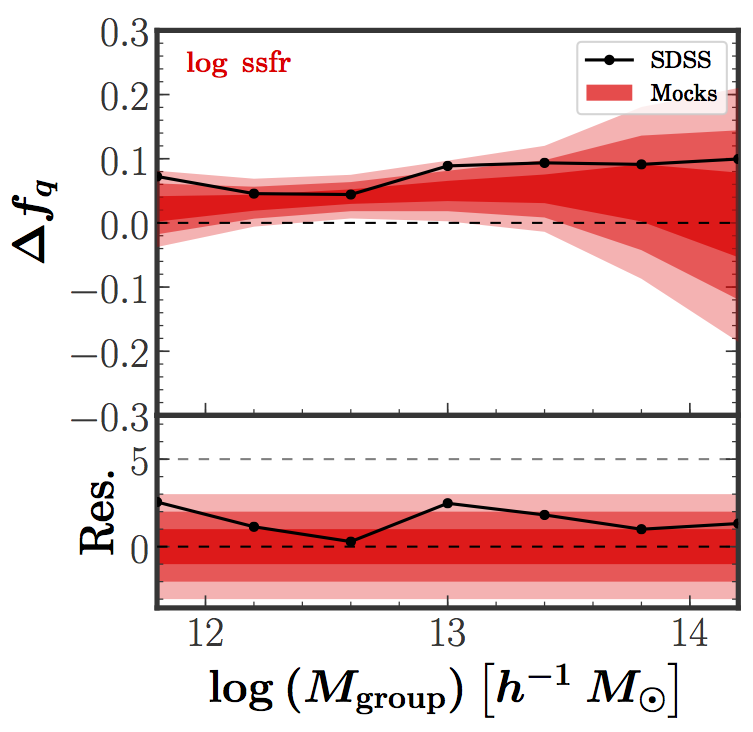 0.3
log ssfr
SDSS
Mocks
0.2
0.1
0.0
−0.1
−0.2
−0.3
Δf_q
5
0
Res.
12 13 14
log (M_group) [h^{-1} M_⊙]